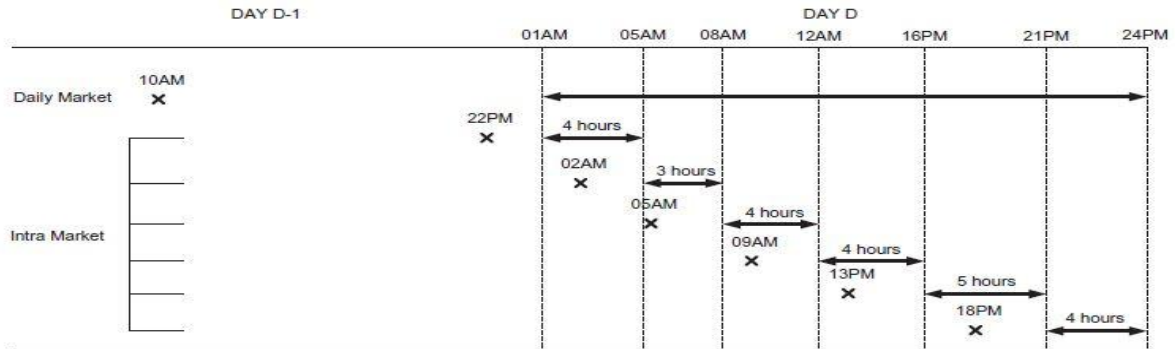 DAY D-1 DAY D
01AM 05AM 08AM 12AM 16PM 21PM 24PM
10AM
Daily Market
22PM 4 hours
02AM 3 hours
05AM 4 hours
Intra Market
09AM 4 hours
13PM 5 hours
18PM 4 hours